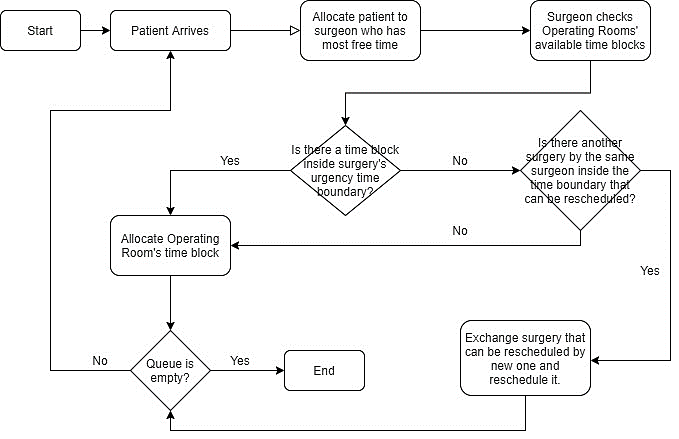 Start
Patient Arrives
Allocate patient to
surgeon who has
most free time
Surgeon checks
Operating Rooms'
available time blocks
Is there a time block
inside surgery's
urgency time
boundary?
Yes
No
Is there another
surgery by the same
surgeon inside the
time boundary that
can be rescheduled?
Allocate Operating
Room's time block
No
Yes
Exchange surgery that
can be rescheduled by
new one and
reschedule it.
No
Queue is
empty?
Yes
End